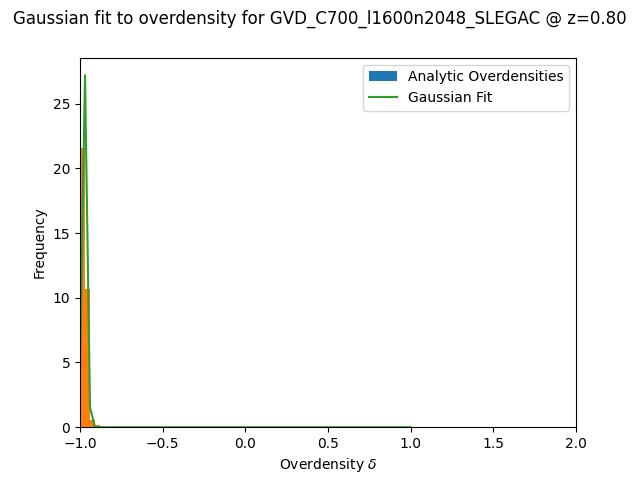 Gaussian fit to overdensity for GVD_C700_l1600n2048_SLEGAC @ z=0.80
Analytic Overdensities
Gaussian Fit
Frequency
25
20
15
10
5
0
−1.0
−0.5
0.0
0.5
1.0
1.5
2.0
Overdensity δ